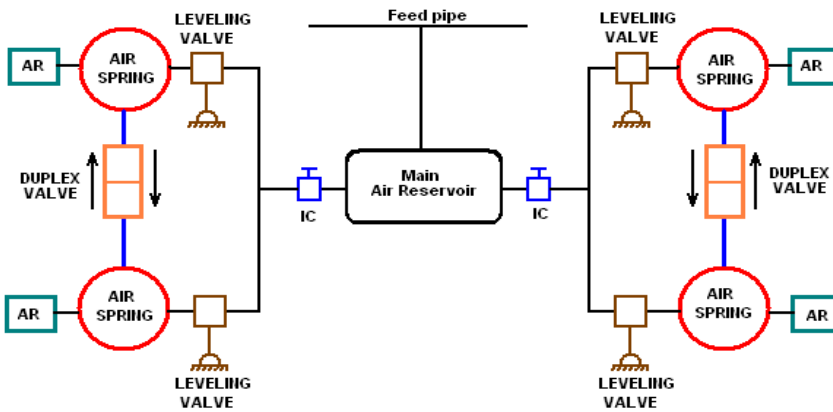 Feed pipe
LEVELING
VALVE
LEVELING
VALVE
AR
AIR
SPRING
AIR
SPRING
AR
DUPLEX
VALVE
Main
Air Reservoir
DUPLEX
VALVE
IC
IC
AR
AIR
SPRING
AIR
SPRING
AR
LEVELING
VALVE
LEVELING
VALVE